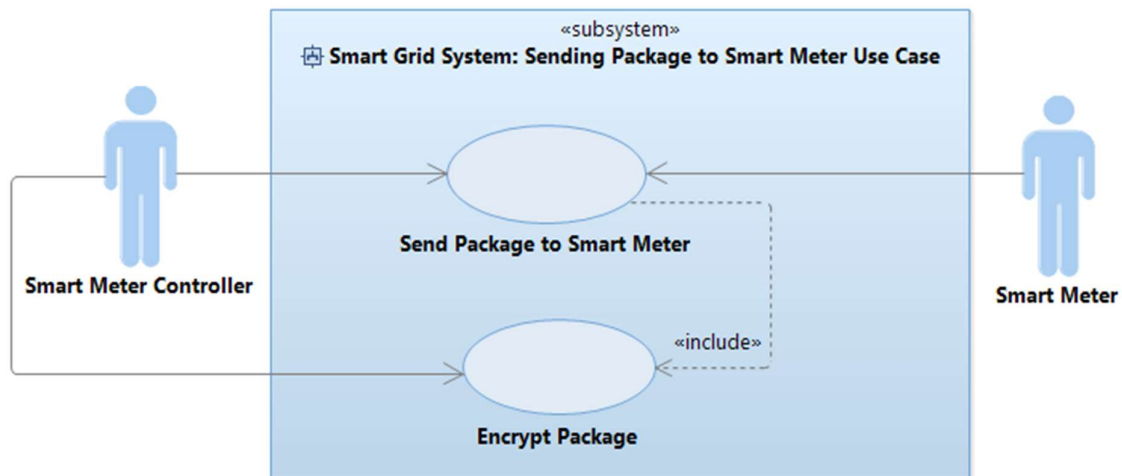 «subsystem»
Smart Grid System: Sending Package to Smart Meter Use Case
Send Package to Smart Meter
Smart Meter Controller
Smart Meter
«include»
Encrypt Package